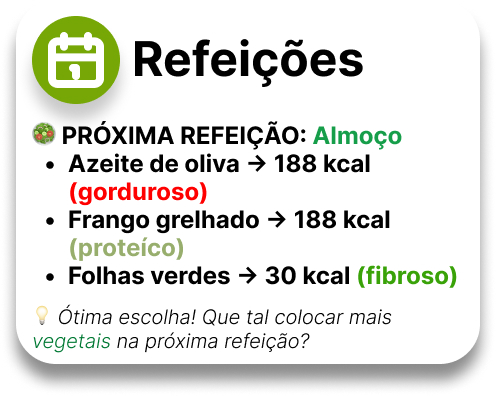 Refeições
PRÓXIMA REFEIÇÃO: Almoço
• Azeite de oliva → 188 kcal
(gorduroso)
• Frango grelhado → 188 kcal
(proteíco)
• Folhas verdes → 30 kcal (fibroso)
Ótima escolha! Que tal colocar mais
vegetais na próxima refeição?